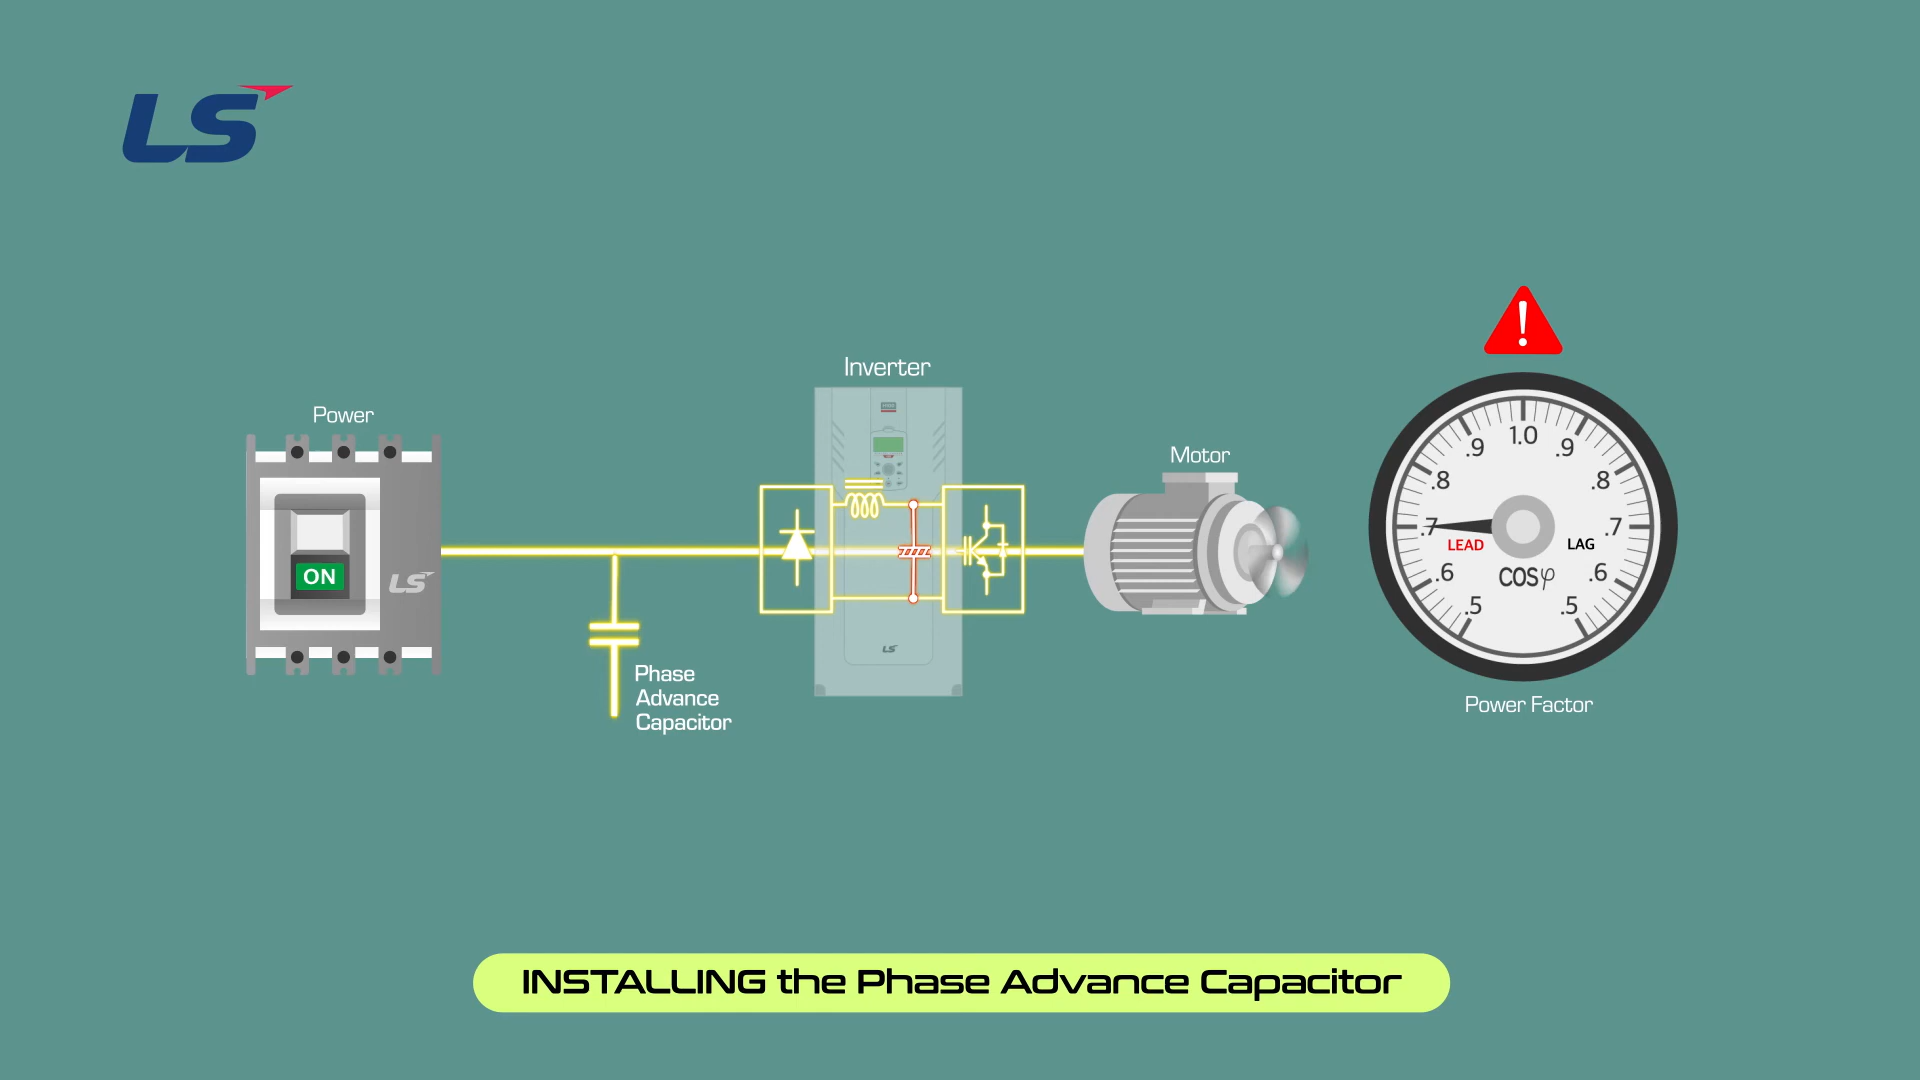 LS
Inverter
Power
Motor
ON
LS
LS
Phase
Advance
Capacitor
1.0
.9
.9
.8
.8
.7
.7
LEAD
LAG
.6
.6
COSφ
.5
.5
Power Factor
INSTALLING the Phase Advance Capacitor